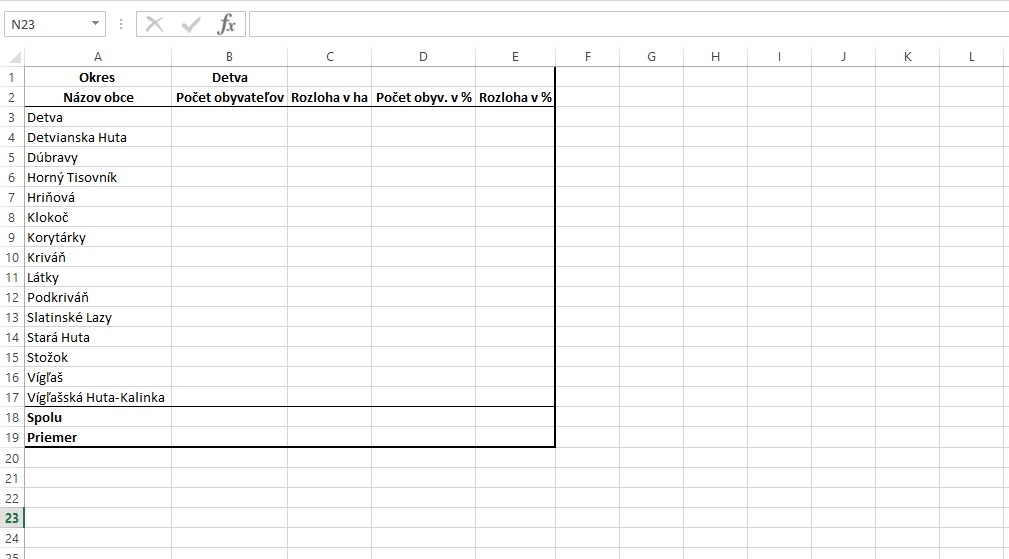 N23 fx
A B C D E F G H I J K L
1 Okres Detva
2 Názov obce Počet obyvateľov Rozloha v ha Počet obyv. v % Rozloha v %
3 Detva
4 Detvianska Huta
5 Dúbravy
6 Horný Tisovník
7 Hriňová
8 Klokoč
9 Korytárky
10 Kriváň
11 Látky
12 Podkriváň
13 Slatinské Lazy
14 Stará Huta
15 Stožok
16 Vígľaš
17 Vígľašská Huta-Kalinka
18 Spolu
19 Priemer
20
21
22
23
24
25